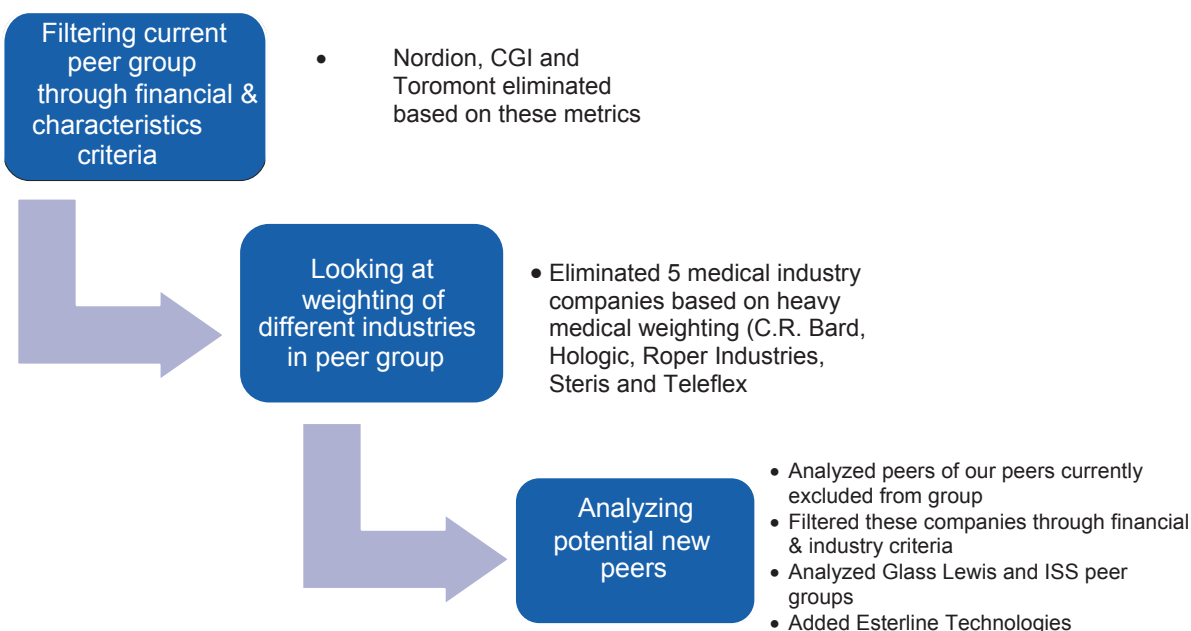 Filtering current
peer group
through financial &
characteristics
criteria
• Nordion, CGI and
Toromont eliminated
based on these metrics
Looking at
weighting of
different industries
in peer group
• Eliminated 5 medical industry
companies based on heavy
medical weighting (C.R. Bard,
Hologic, Roper Industries,
Steris and Teleflex
Analyzing
potential new
peers
• Analyzed peers of our peers currently
excluded from group
• Filtered these companies through financial
& industry criteria
• Analyzed Glass Lewis and ISS peer
groups
• Added Esterline Technologies